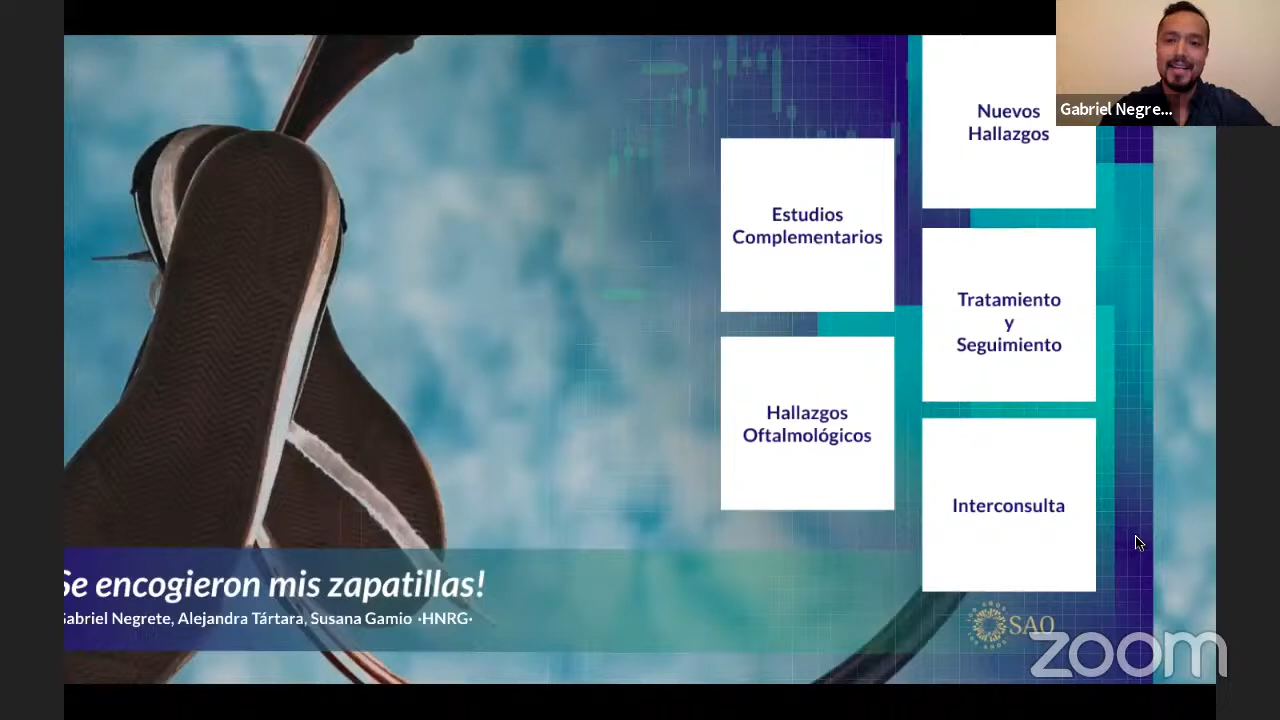 Nuevos
Hallazgos
Gabriel Negre...
Estudios
Complementarios
Tratamiento
y
Seguimiento
Hallazgos
Oftalmológicos
Interconsulta
Se encogieron mis zapatillas!
Gabriel Negrete, Alejandra Tártara, Susana Gamio ·HNRG·
SAO
zoom